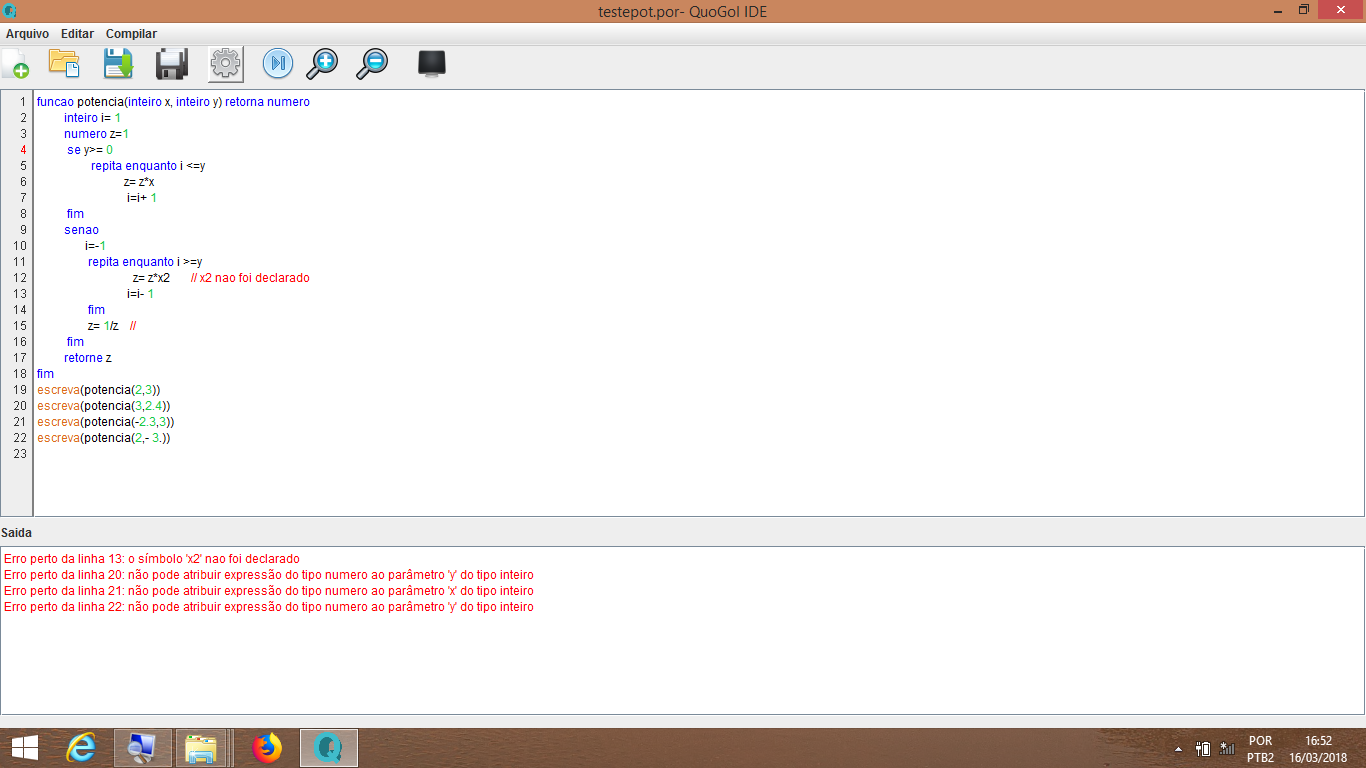 testepot.por- QuoGol IDE
Arquivo Editar Compilar
1 funcao potencia(inteiro x, inteiro y) retorna numero
2 inteiro i= 1
3 numero z=1
4 se y>= 0
5 repita enquanto i <=y
6 z= z*x
7 i=i+ 1
8 fim
9 senao
10 i=-1
11 repita enquanto i >=y
12 z= z*x2 // x2 nao foi declarado
13 i=i- 1
14 fim
15 z= 1/z //
16 fim
17 retorne z
18 fim
19 escreva(potencia(2,3))
20 escreva(potencia(3,2.4))
21 escreva(potencia(-2.3,3))
22 escreva(potencia(2,- 3.))
23
Saida
Erro perto da linha 13: o símbolo 'x2' nao foi declarado
Erro perto da linha 20: não pode atribuir expressão do tipo numero ao parâmetro 'y' do tipo inteiro
Erro perto da linha 21: não pode atribuir expressão do tipo numero ao parâmetro 'x' do tipo inteiro
Erro perto da linha 22: não pode atribuir expressão do tipo numero ao parâmetro 'y' do tipo inteiro
POR 16:52
PTB2 16/03/2018